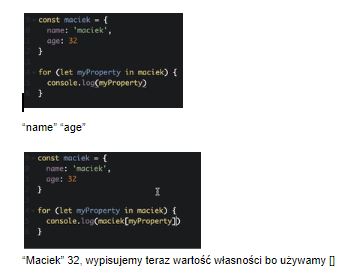 const maciek = {
name: 'maciek',
age: 32
}
for (let myProperty in maciek) {
console.log(myProperty)
}
“name” “age”
const maciek = {
name: 'maciek',
age: 32
}
for (let myProperty in maciek) {
console.log(maciek[myProperty])
}
“Maciek” 32, wypisujemy teraz wartość własności bo używamy []